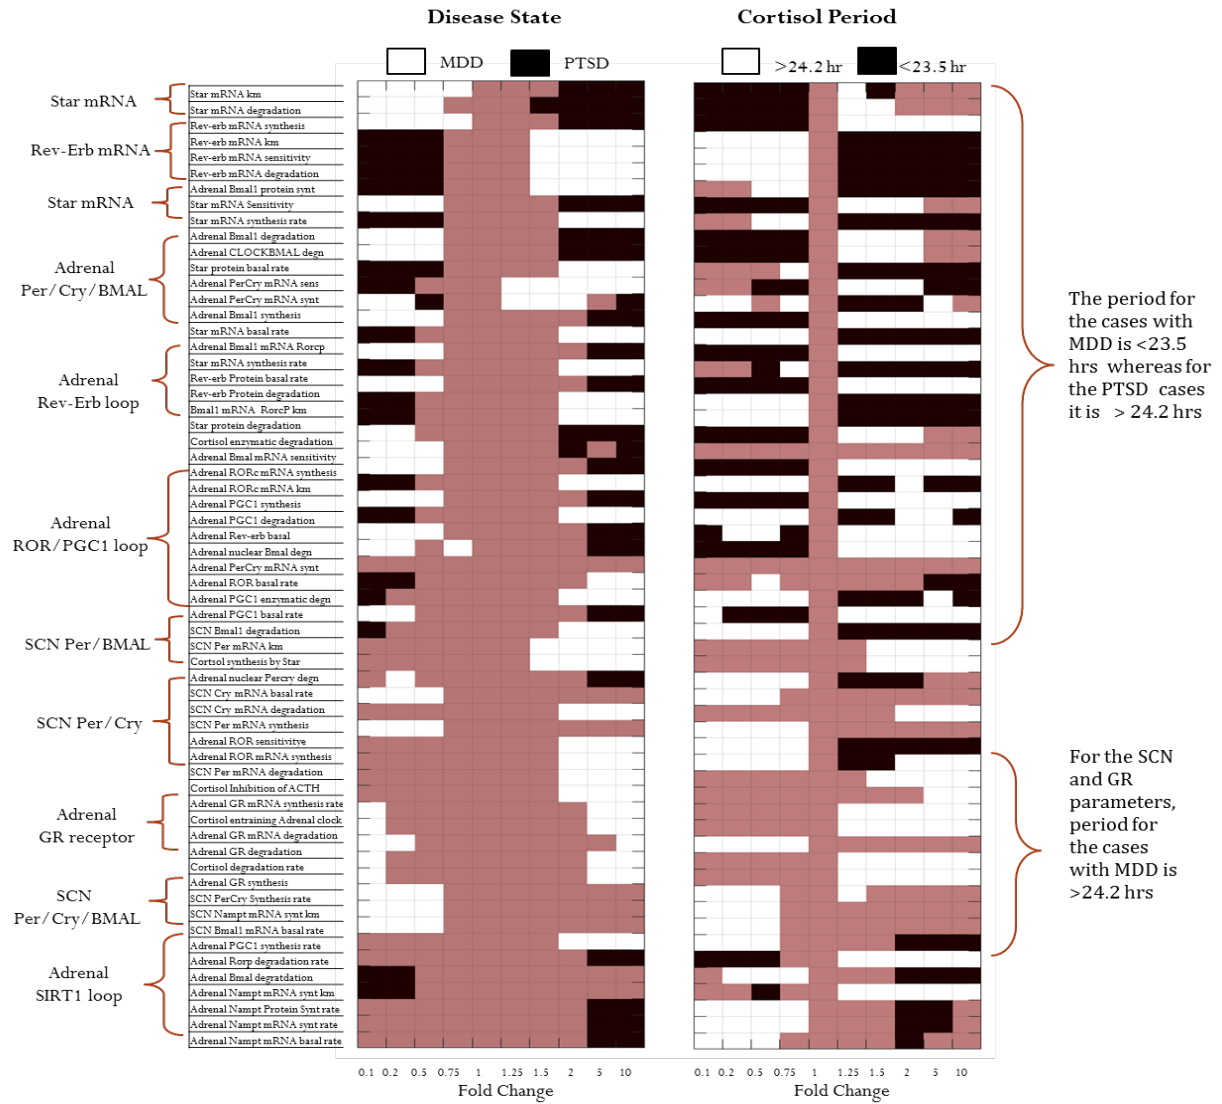 Disease State
Cortisol Period
MDD
PTSD
>24.2 hr
<23.5 hr
Star mRNA
Rev-Erb mRNA
Star mRNA
Adrenal
Per/Cry/BMAL
Adrenal
Rev-Erb loop
Adrenal
ROR/PGC1 loop
SCN Per/BMAL
SCN Per/Cry
Adrenal
GR receptor
SCN
Per/Cry/BMAL
Adrenal
SIRT1 loop
Star mRNA km
Star mRNA degradation
Rev-erb mRNA synthesis
Rev-erb mRNA km
Rev-erb mRNA sensitivity
Rev-erb mRNA degradation
Adrenal Bmal1 protein synt
Star mRNA Sensitivity
Star mRNA synthesis rate
Adrenal Bmal1 degradation
Adrenal CLOCKBMAL degn
Star protein basal rate
Adrenal PerCry mRNA sens
Adrenal PerCry mRNA synt
Adrenal Bmal1 synthesis
Star mRNA basal rate
Adrenal Bmal1 mRNA Rorcp
Star mRNA synthesis rate
Rev-erb Protein basal rate
Rev-erb Protein degradation
Bmal1 mRNA RorcP km
Star protein degradation
Cortisol enzymatic degradation
Adrenal Bmal mRNA sensitivity
Adrenal RORc mRNA synthesis
Adrenal RORc mRNA km
Adrenal PGC1 synthesis
Adrenal PGC1 degradation
Adrenal Rev-erb basal
Adrenal nuclear Bmal degn
Adrenal PerCry mRNA synt
Adrenal ROR basal rate
Adrenal PGC1 enzymatic degn
Adrenal PGC1 basal rate
SCN Bmal1 degradation
SCN Per mRNA km
Cortsol synthesis by Star
Adrenal nuclear Percry degn
SCN Cry mRNA basal rate
SCN Cry mRNA degradation
SCN Per mRNA synthesis
Adrenal ROR sensitivitye
Adrenal ROR mRNA synthesis
SCN Per mRNA degradation
Cortisol Inhibition of ACTH
Adrenal GR mRNA synthesis rate
Cortisol entraining Adrenal clock
Adrenal GR mRNA degradation
Adrenal GR degradation
Cortisol degradation rate
Adrenal GR synthesis
SCN PerCry Synthesis rate
SCN Nampt mRNA synt km
SCN Bmal1 mRNA basal rate
Adrenal PGC1 synthesis rate
Adrenal Rorp degradation rate
Adrenal Bmal degratdation
Adrenal Nampt mRNA synt km
Adrenal Nampt Protein Synt rate
Adrenal Nampt mRNA synt rate
Adrenal Nampt mRNA basal rate
0.1 0.2 0.5 0.75 1 1.25 1.5 2 5 10
Fold Change
0.1 0.2 0.5 0.75 1 1.25 1.5 2 5 10
Fold Change
The period for
the cases with
MDD is <23.5
hrs whereas for
the PTSD cases
it is > 24.2 hrs
For the SCN
and GR
parameters,
period for
the cases
with MDD is
>24.2 hrs